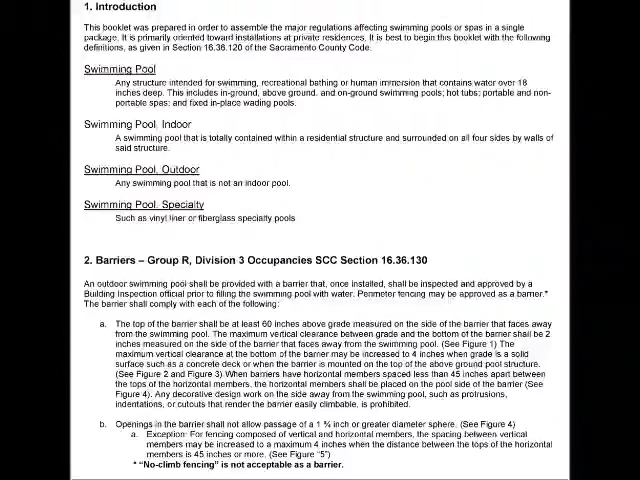 1. Introduction
This booklet was prepared in order to assemble the major regulations affecting swimming pools or spas in a single
package. It is primarily oriented toward installations at private residences. It is best to begin this booklet with the following
definitions, as given in Section 16.36.120 of the Sacramento County Code.
Swimming Pool
Any structure intended for swimming, recreational bathing or human immersion that contains water over 18
inches deep. This includes in-ground, above ground, and on-ground swimming pools; hot tubs; portable and non-
portable spas; and fixed in-place wading pools.
Swimming Pool, Indoor
A swimming pool that is totally contained within a residential structure and surrounded on all four sides by walls of
said structure.
Swimming Pool, Outdoor
Any swimming pool that is not an indoor pool.
Swimming Pool, Specialty
Such as vinyl liner or fiberglass specialty pools
2. Barriers – Group R, Division 3 Occupancies SCC Section 16.36.130
An outdoor swimming pool shall be provided with a barrier that, once installed, shall be inspected and approved by a
Building Inspection official prior to filling the swimming pool with water. Perimeter fencing may be approved as a barrier.*
The barrier shall comply with each of the following:
a. The top of the barrier shall be at least 60 inches above grade measured on the side of the barrier that faces away
from the swimming pool. The maximum vertical clearance between grade and the bottom of the barrier shall be 2
inches measured on the side of the barrier that faces away from the swimming pool. (See Figure 1) The
maximum vertical clearance at the bottom of the barrier may be increased to 4 inches when grade is a solid
surface such as a concrete deck or when the barrier is mounted on the top of the above ground pool structure.
(See Figure 2 and Figure 3). When barriers have horizontal members spaced less than 45 inches apart between
the tops of the horizontal members, the horizontal members shall be placed on the pool side of the barrier (See
Figure 4). Any decorative design work on the side away from the swimming pool, such as protrusions,
indentations, or cutouts that render the barrier easily climbable, is prohibited.
b. Openings in the barrier shall not allow passage of a 1 ¾ inch or greater diameter sphere. (See Figure 4)
a. Exception: For fencing composed of vertical and horizontal members, the spacing between vertical
members may be increased to a maximum 4 inches when the distance between the tops of the horizontal
members is 45 inches or more. (See Figure "5")
* "No-climb fencing" is not acceptable as a barrier.